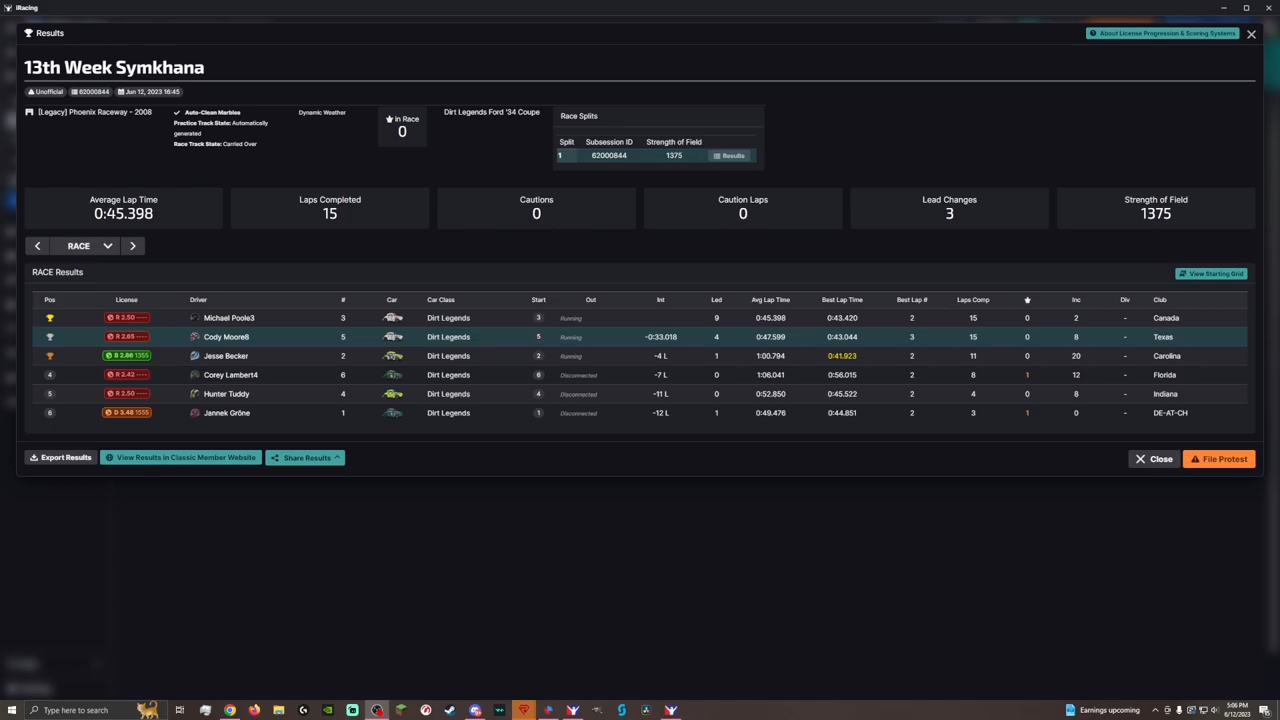 iRacing
Results
About License Progression & Scoring Systems
13th Week Symkhana
Unofficial 62000844 Jun 12, 2023 16:45
[Legacy] Phoenix Raceway - 2008
Auto-Clean Marbles
Practice Track State: Automatically
generated
Race Track State: Carried Over
Dynamic Weather
in Race
0
Dirt Legends Ford '34 Coupe
Race Splits
Split Subsession ID Strength of Field
1 62000844 1375 Results
Average Lap Time
0:45.398
Laps Completed
15
Cautions
0
Caution Laps
0
Lead Changes
3
Strength of Field
1375
RACE
RACE Results
View Starting Grid
Pos License Driver # Car Car Class Start Out Int Led Avg Lap Time Best Lap Time Best Lap # Laps Comp Inc Div Club
R 2.50 ---- Michael Poole3 3 Dirt Legends 3 Running 9 0:45.398 0:43.420 2 15 0 2 - Canada
R 2.65 ---- Cody Moore8 5 Dirt Legends 5 Running -0:33.018 4 0:47.599 0:43.044 3 15 0 8 - Texas
B 2.86 1355 Jesse Becker 2 Dirt Legends 2 Running -4 L 1 1:00.794 0:41.923 2 11 0 20 - Carolina
4 R 2.42 ---- Corey Lambert4 6 Dirt Legends 6 Disconnected -7 L 0 1:06.041 0:56.015 2 8 1 12 - Florida
5 R 2.50 ---- Hunter Tuddy 4 Dirt Legends 4 Disconnected -11 L 0 0:52.850 0:45.522 2 4 0 8 - Indiana
6 D 3.48 1555 Jannek Gröne 1 Dirt Legends 1 Disconnected -12 L 1 0:49.476 0:44.851 2 3 1 0 - DE-AT-CH
Export Results View Results in Classic Member Website Share Results
Close File Protest
Type here to search
Earnings upcoming
5:06 PM
6/12/2023